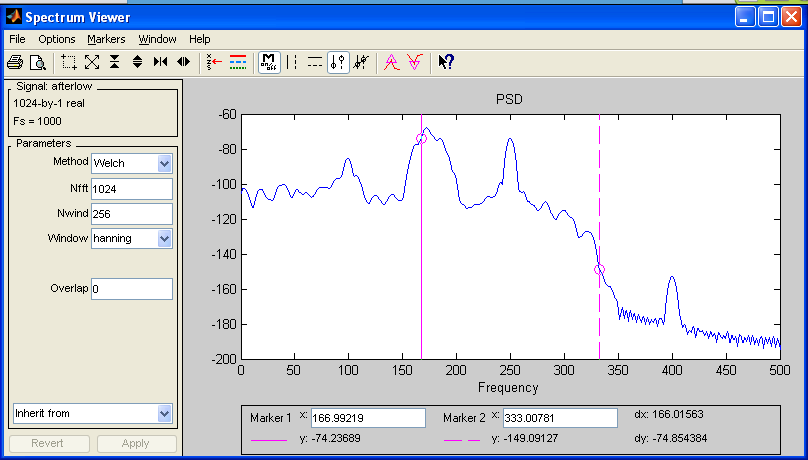 Spectrum Viewer
File Options Markers Window Help
M
on/off
Signal: afterlow
1024-by-1 real
Fs = 1000
Parameters
Method Welch
Nfft 1024
Nwind 256
Window hanning
Overlap 0
Inherit from
Revert Apply
PSD
-60
-80
-100
-120
-140
-160
-180
-200
0 50 100 150 200 250 300 350 400 450 500
Frequency
Marker 1 x: 166.99219 Marker 2 x: 333.00781 dx: 166.01563
y: -74.23689 y: -149.09127 dy: -74.854384